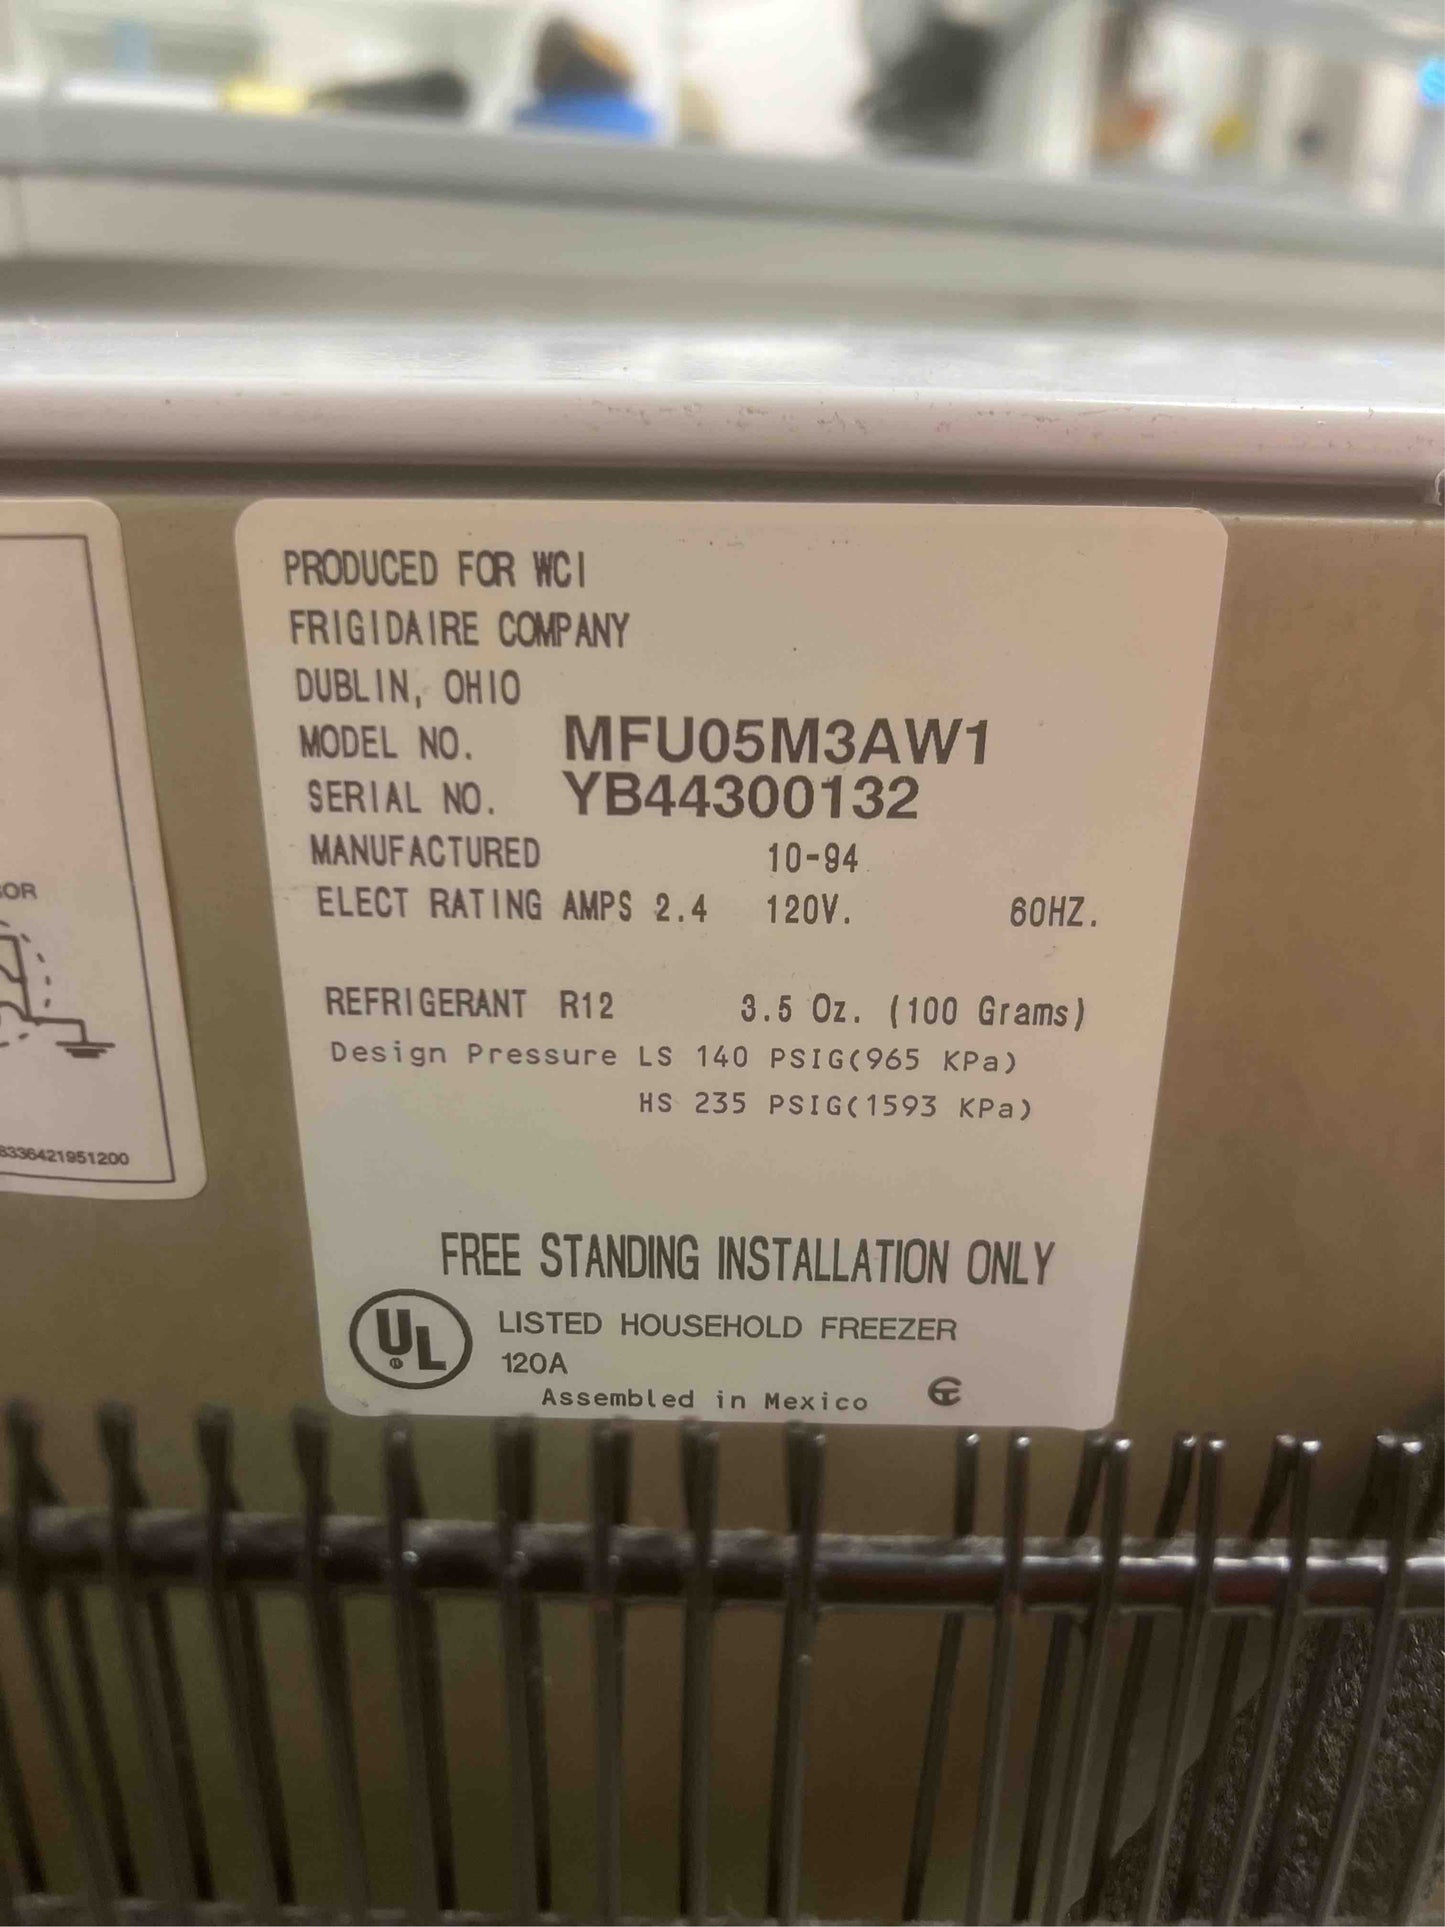 PRODUCED FOR WCI
FRIGIDAIRE COMPANY
DUBLIN, OHIO
MODEL NO. MFU05M3AW1
SERIAL NO. YB44300132
MANUFACTURED 10-94
ELECT RATING AMPS 2.4 120V. 60HZ.
REFRIGERANT R12 3.5 Oz. (100 Grams)
Design Pressure LS 140 PSIG(965 KPa)
HS 235 PSIG(1593 KPa)
FREE STANDING INSTALLATION ONLY
UL LISTED HOUSEHOLD FREEZER
120A
Assembled in Mexico
OR
8336421951200